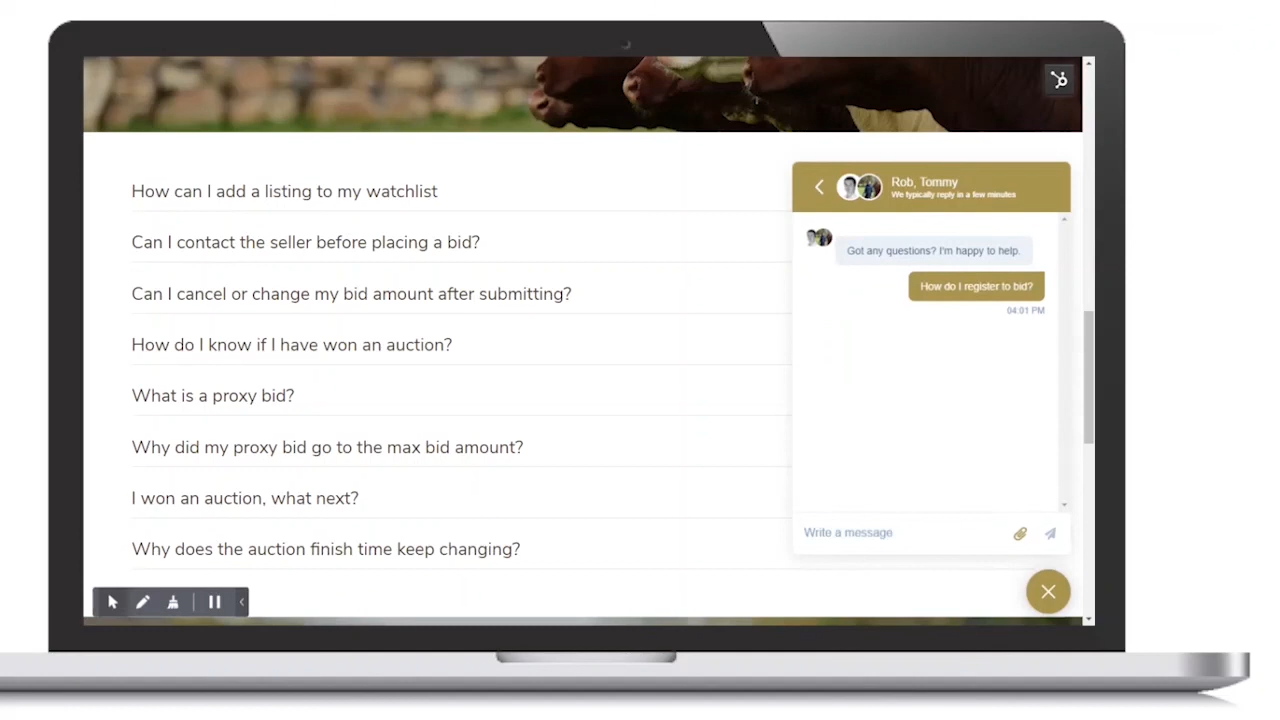 How can I add a listing to my watchlist
Can I contact the seller before placing a bid?
Can I cancel or change my bid amount after submitting?
How do I know if I have won an auction?
What is a proxy bid?
Why did my proxy bid go to the max bid amount?
I won an auction, what next?
Why does the auction finish time keep changing?
Rob, Tommy
We typically reply in a few minutes
Got any questions? I'm happy to help.
How do I register to bid?
04:01 PM
Write a message